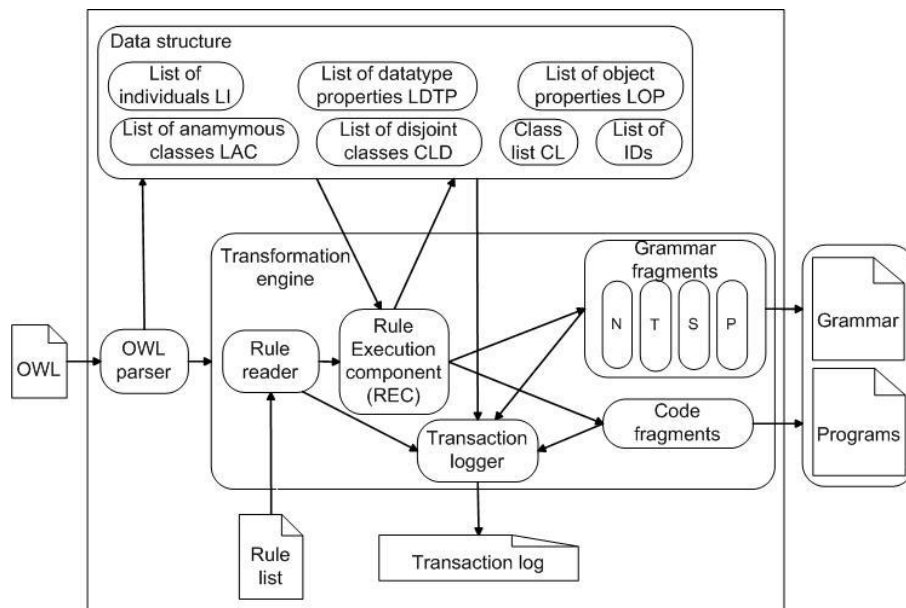 Data structure
List of
individuals LI
List of datatype
properties LDTP
List of object
properties LOP
List of anamymous
classes LAC
List of disjoint
classes CLD
Class
list CL
List of
IDs
Transformation
engine
Grammar
fragments
N
T
S
P
Grammar
OWL
OWL
parser
Rule
reader
Rule
Execution
component
(REC)
Transaction
logger
Code
fragments
Programs
Rule
list
Transaction log